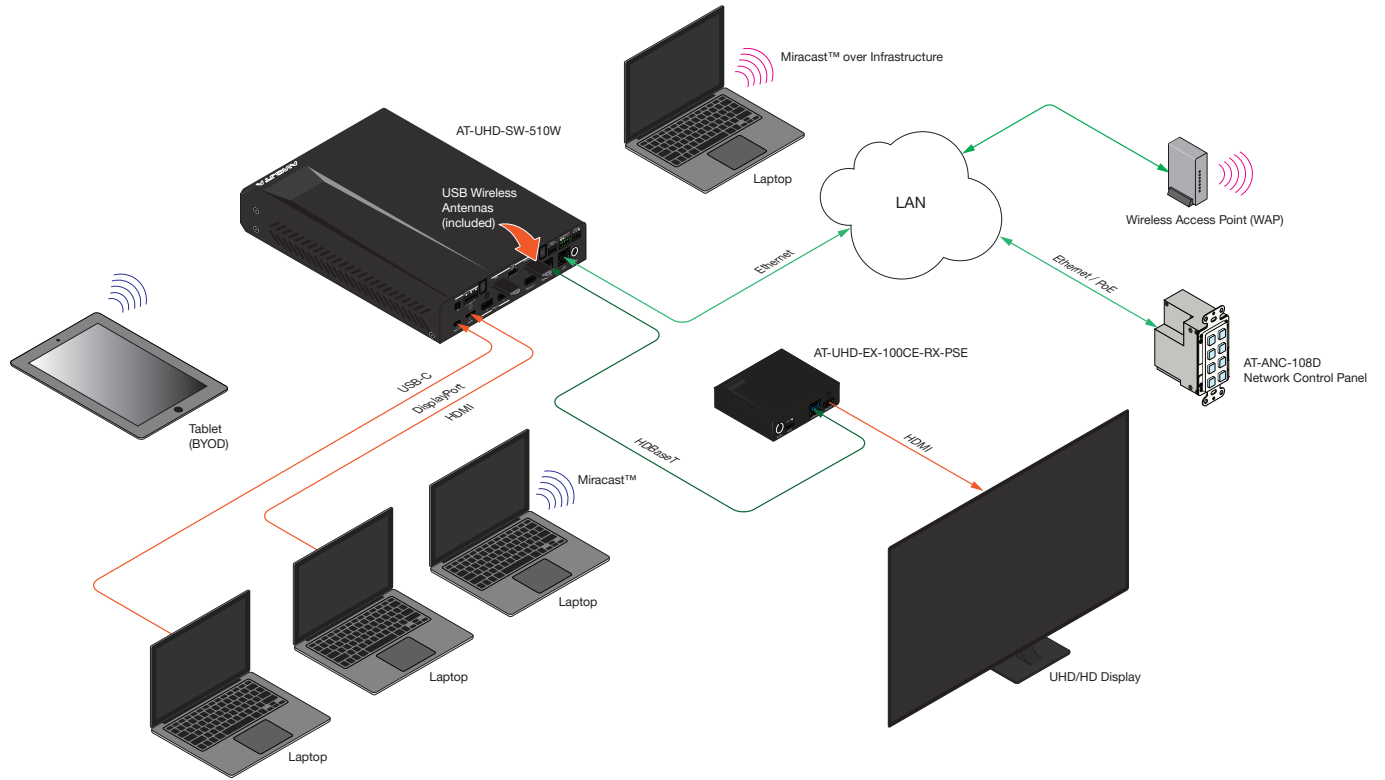 Miracast™ over Infrastructure
AT-UHD-SW-510W
Laptop
USB Wireless
Antennas
(included)
LAN
Wireless Access Point (WAP)
Ethernet
Ethernet / PoE
AT-ANC-108D
Network Control Panel
AT-UHD-EX-100CE-RX-PSE
USB-C
DisplayPort
HDMI
HDBaseT
HDMI
Tablet
(BYOD)
Miracast™
Laptop
Laptop
Laptop
UHD/HD Display